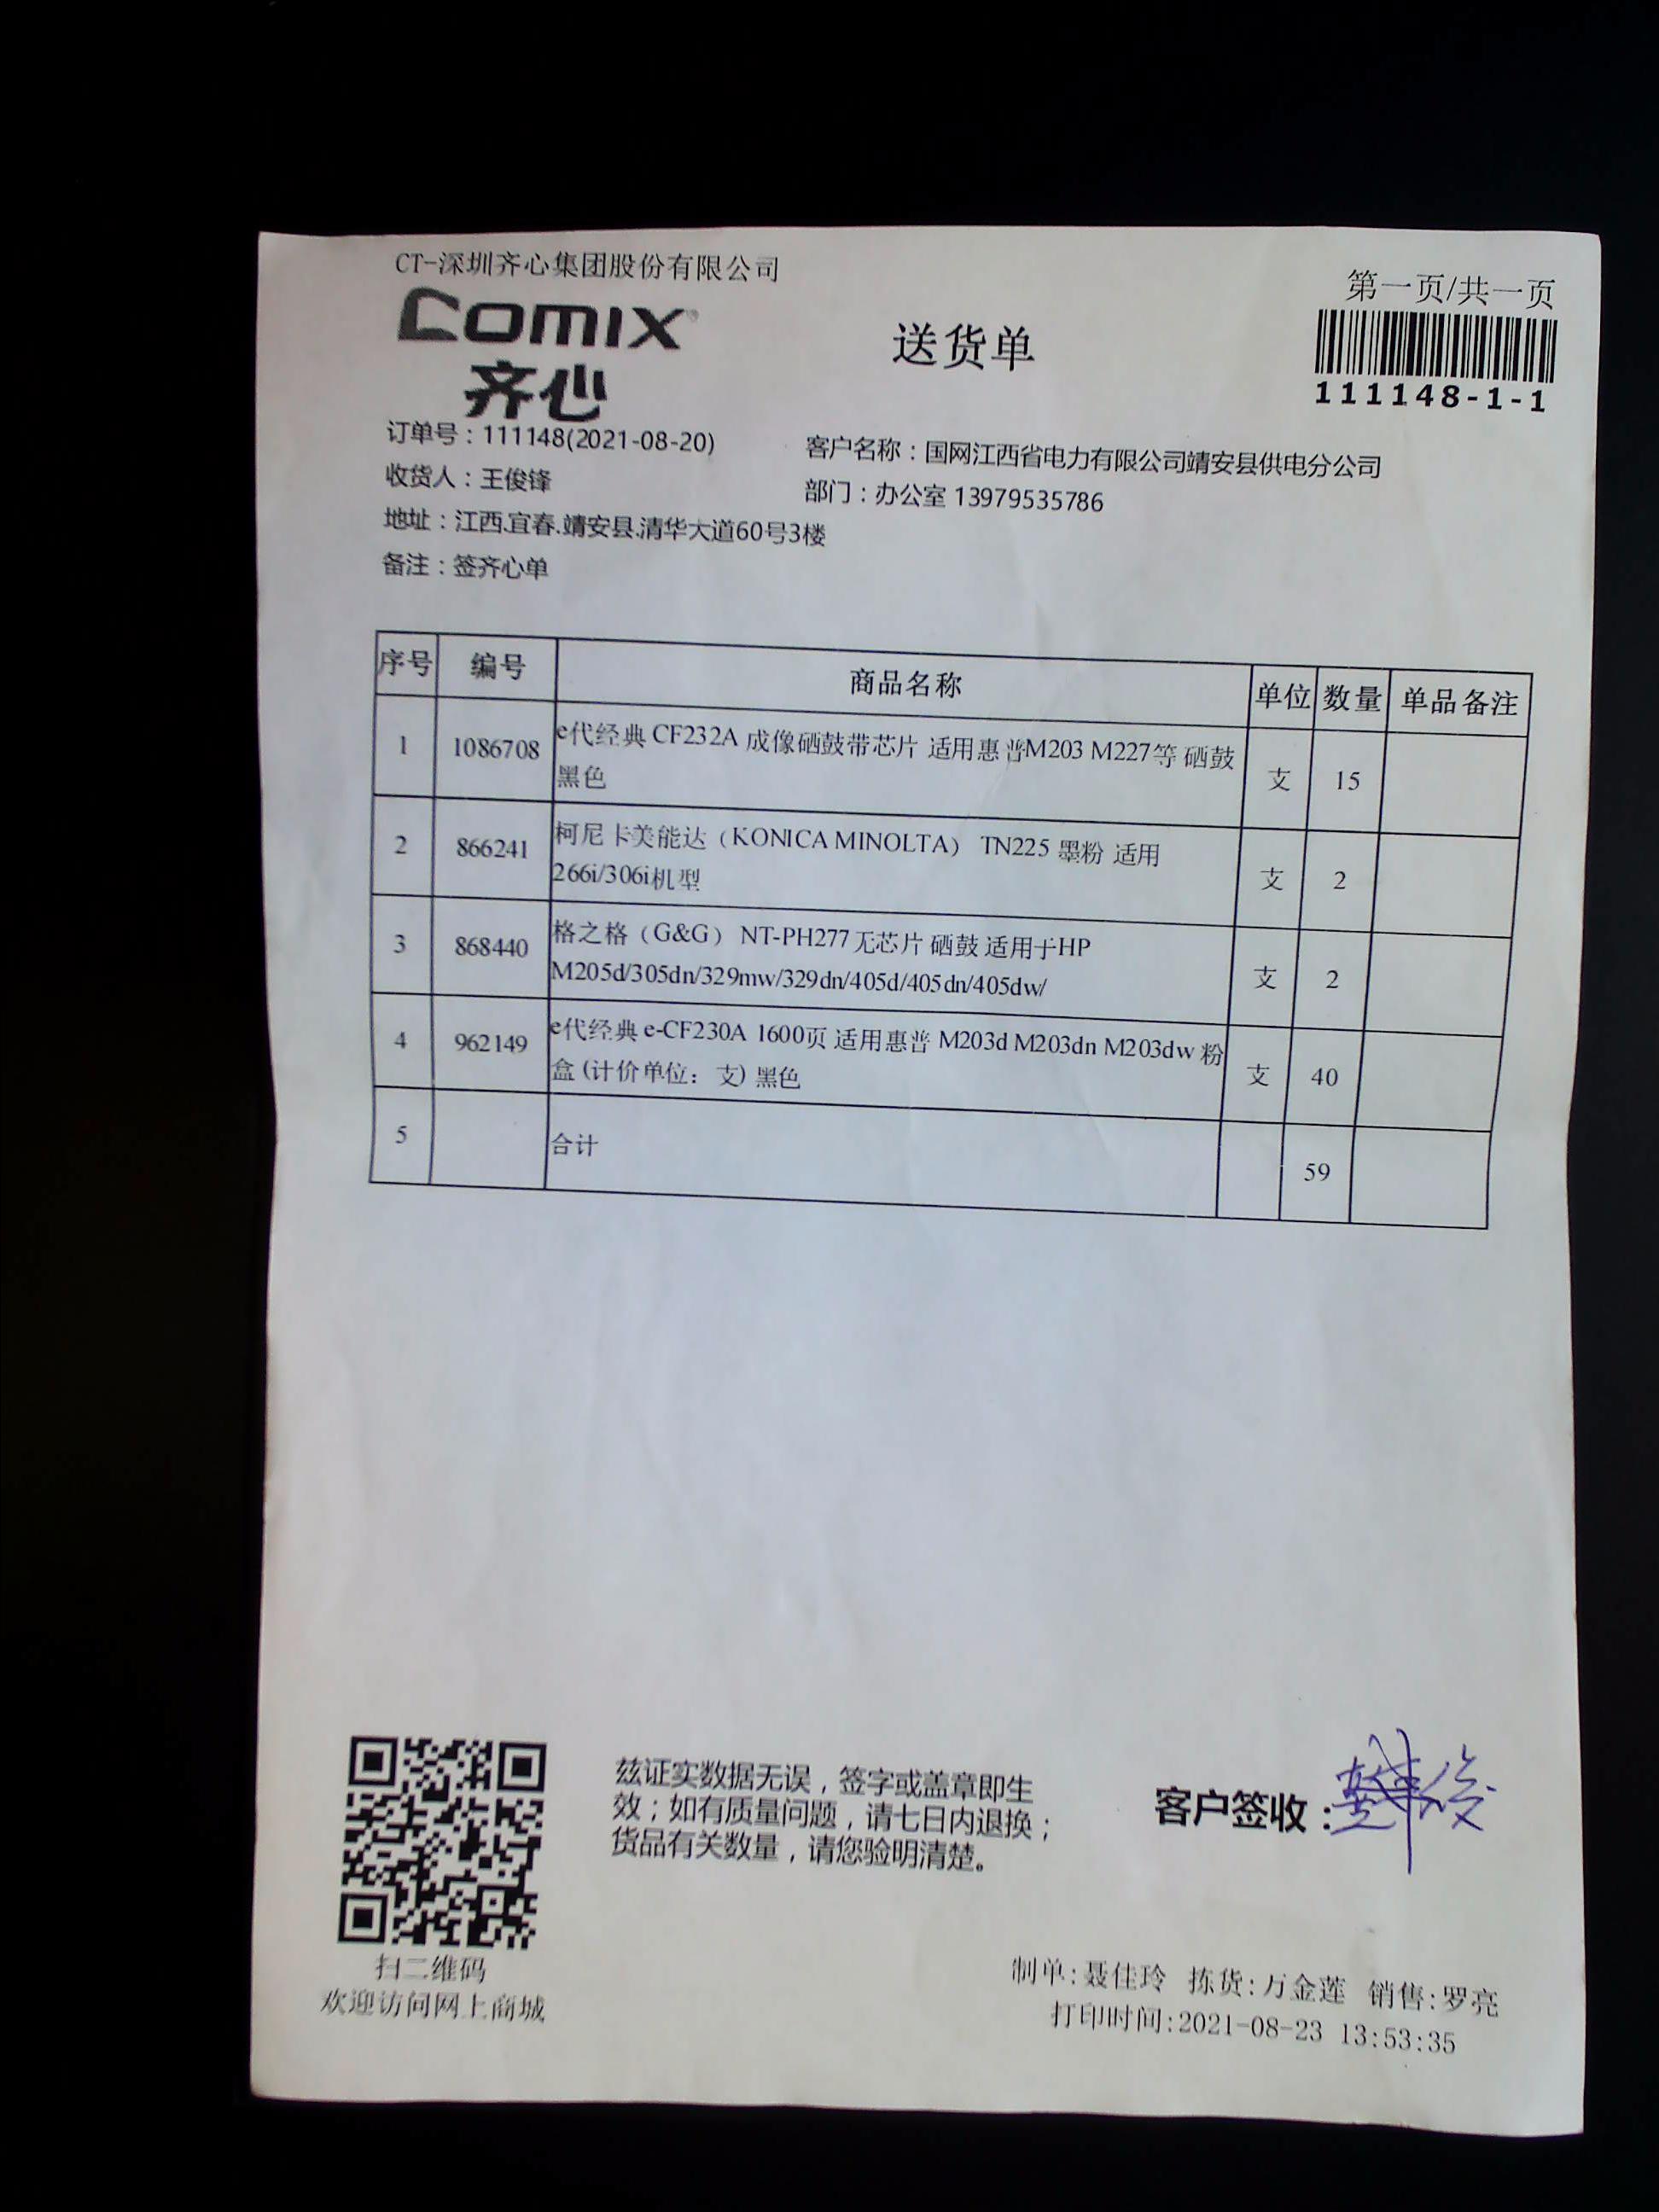 CT-深圳齐心集团股份有限公司
第一页/共一页
comix
齐心
送货单
111148-1-1
订单号：111148(2021-08-20)
客户名称：国网江西省电力有限公司靖安县供电分公司
收货人：王俊锋
部门：办公室 13979535786
地址：江西.宜春.靖安县.清华大道60号3楼
备注：签齐心单
序号 编号 商品名称 单位 数量 单品备注
1 1086708 e代经典 CF232A 成像硒鼓带芯片 适用惠普M203 M227等 硒鼓
黑色 支 15
2 866241 柯尼卡美能达（KONICA MINOLTA） TN225 墨粉 适用
266i/306i机型 支 2
3 868440 格之格（G&G） NT-PH277无芯片 硒鼓 适用于HP
M205d/305dn/329mw/329dn/405d/405dn/405dw/ 支 2
4 962149 e代经典 e-CF230A 1600页 适用惠普 M203d M203dn M203dw 粉
盒 (计价单位：支) 黑色 支 40
5 合计 59
兹证实数据无误，签字或盖章即生
效；如有质量问题，请七日内退换；
货品有关数量，请您验明清楚。
客户签收：
扫二维码
欢迎访问网上商城
制单:聂佳玲 拣货:万金莲 销售:罗亮
打印时间:2021-08-23 13:53:35